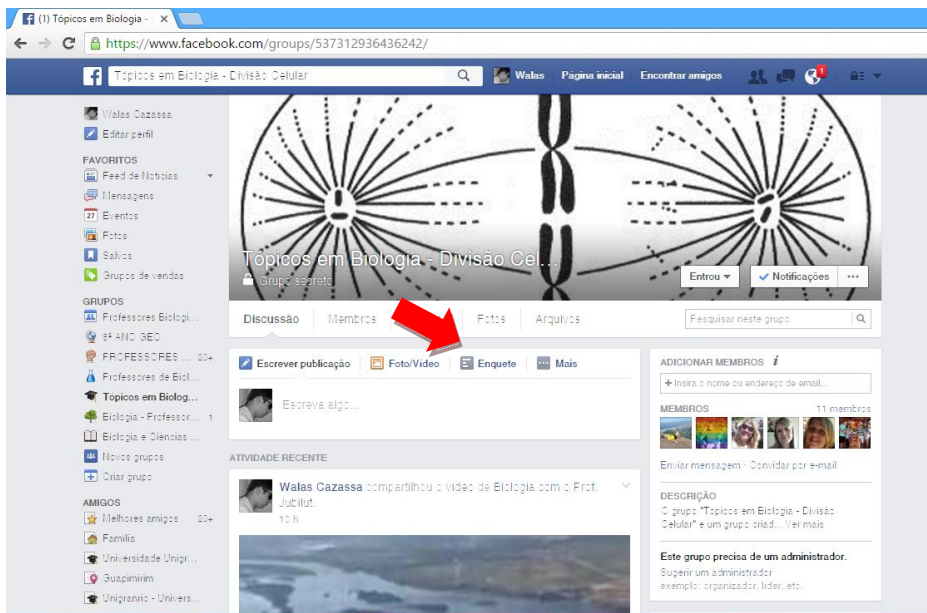 (1) Tópicos em Biologia -
https://www.facebook.com/groups/537312936436242/
Tópicos em Biologia - Divisão Celular
Walas
Página inicial
Encontrar amigos
1
Walas Cazassa
Editar perfil
FAVORITOS
Feed de Notícias
Mensagens
27 Eventos
Fotos
Salvos
Grupos de vendas
GRUPOS
Professores Biologi...
8º ANO GEO
PROFESSORES ... 20+
Professores de Biol...
Tópicos em Biolog...
Biologia - Professor... 1
Biologia e Ciências ...
Novos grupos
Criar grupo
AMIGOS
Melhores amigos 20+
Família
Universidade Unigr...
Guapimirim
Unigranrio - Univers...
Tópicos em Biologia - Divisão Cel...
Grupo secreto
Entrou
Notificações
Discussão
Membros
Fotos
Arquivos
Pesquisar neste grupo
Escrever publicação
Foto/Vídeo
Enquete
Mais
Escreva algo...
ATIVIDADE RECENTE
Walas Cazassa compartilhou o vídeo de Biologia com o Prof.
Jubilut.
10 h
ADICIONAR MEMBROS i
+ Insira o nome ou endereço de email...
MEMBROS 11 membros
Enviar mensagem · Convidar por e-mail
DESCRIÇÃO
O grupo "Tópicos em Biologia - Divisão
Celular" é um grupo criad... Ver mais
Este grupo precisa de um administrador.
Sugerir um administrador
exemplo: organizador, líder, etc.